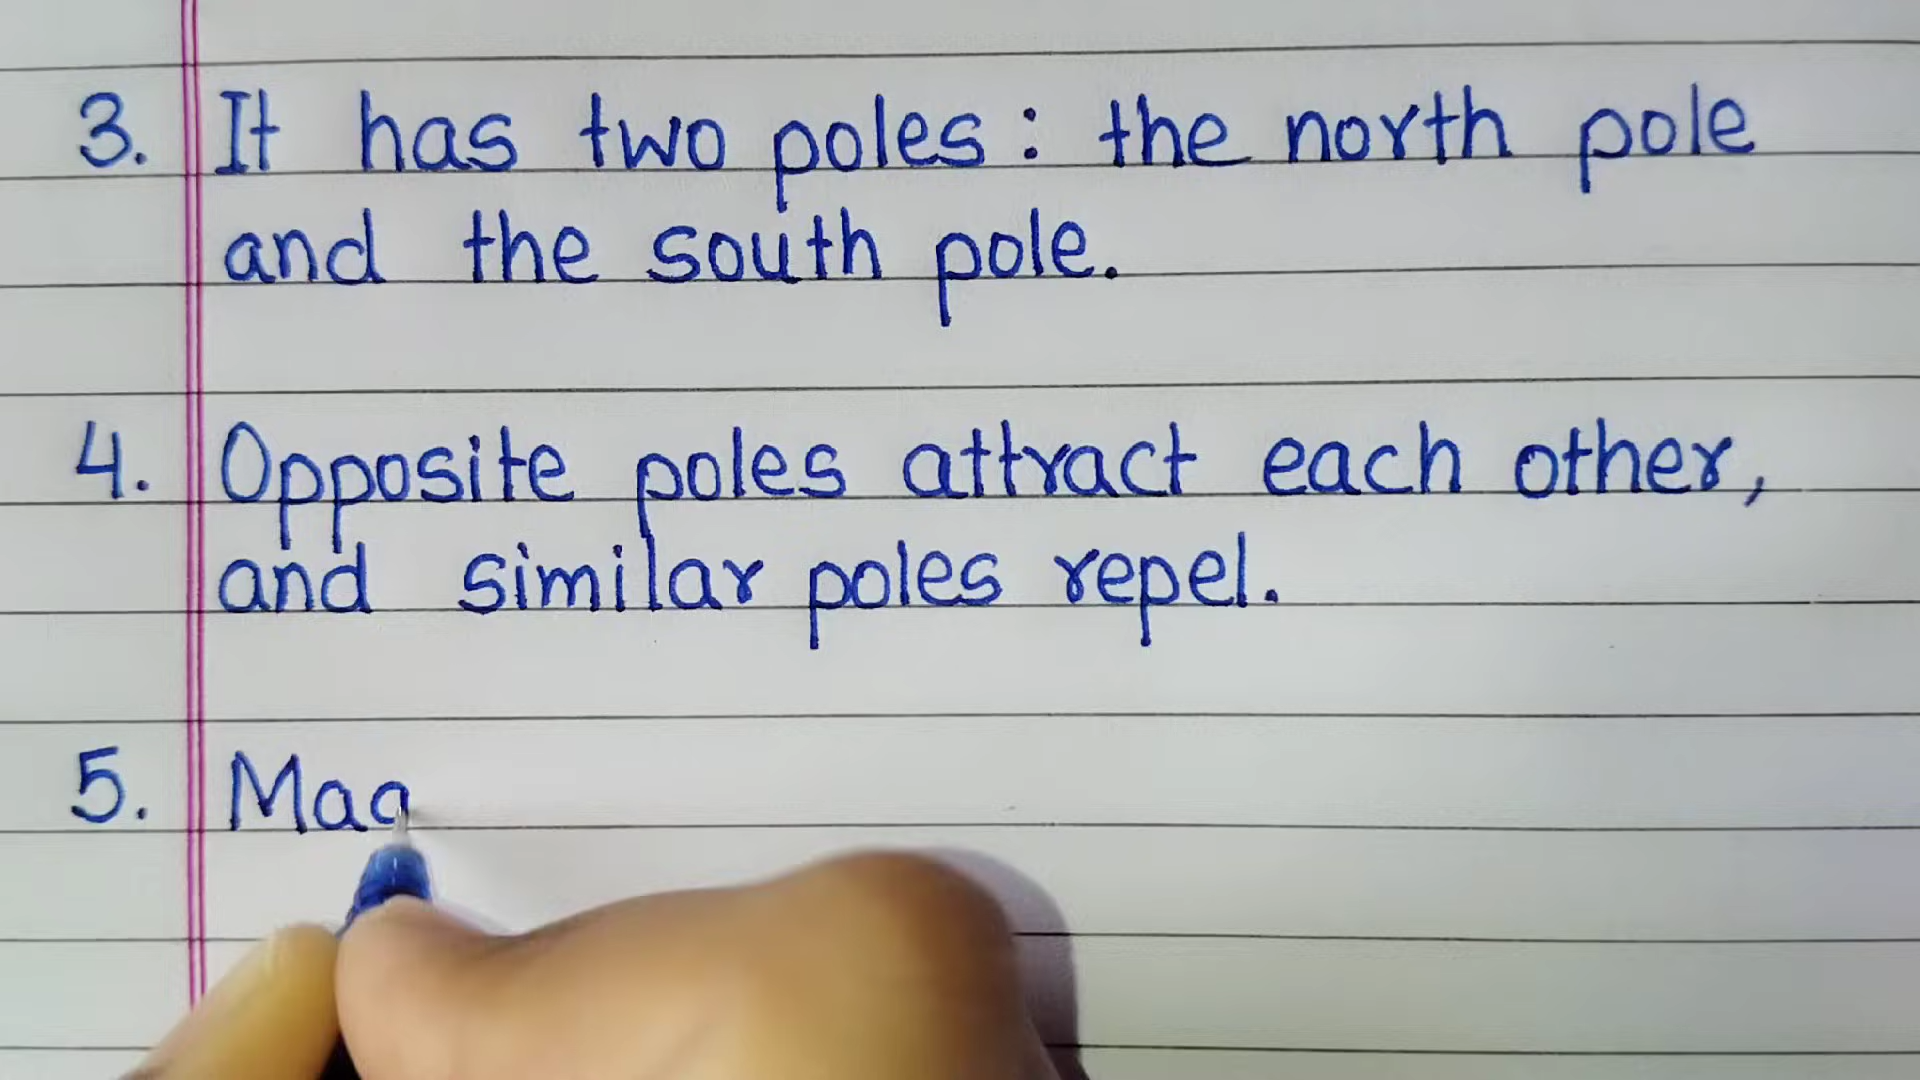 3. It has two poles: the north pole
and the south pole.
4. Opposite poles attract each other,
and similar poles repel.
5. Mag